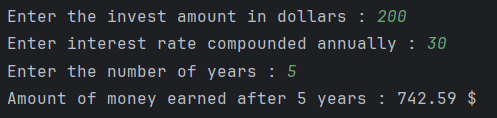 Enter the invest amount in dollars : 200
Enter interest rate compounded annually : 30
Enter the number of years : 5
Amount of money earned after 5 years : 742.59 $